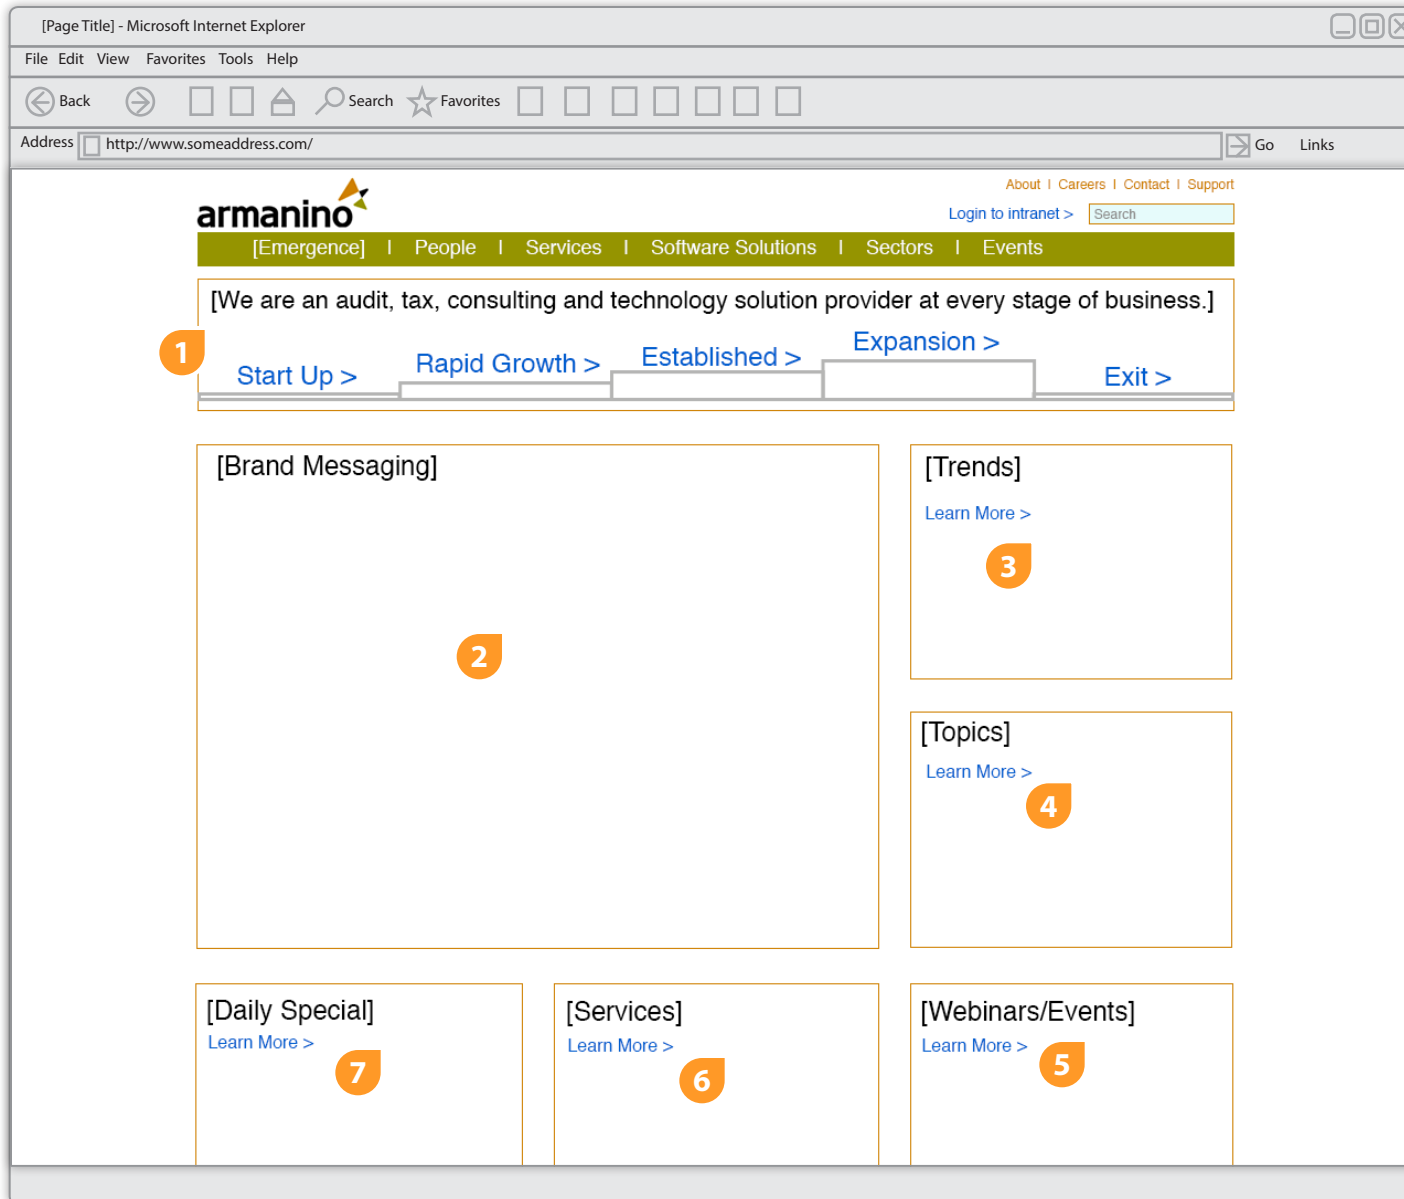 [Page Title] - Microsoft Internet Explorer
File Edit View Favorites Tools Help
Back Search Favorites
Address http://www.someaddress.com/ Go Links
About | Careers | Contact | Support
armanino
Login to intranet > Search
[Emergence] | People | Services | Software Solutions | Sectors | Events
[We are an audit, tax, consulting and technology solution provider at every stage of business.]
1
Start Up > Rapid Growth > Established > Expansion > Exit >
[Brand Messaging]
2
[Trends]
Learn More >
3
[Topics]
Learn More >
4
[Daily Special]
Learn More >
7
[Services]
Learn More >
6
[Webinars/Events]
Learn More >
5